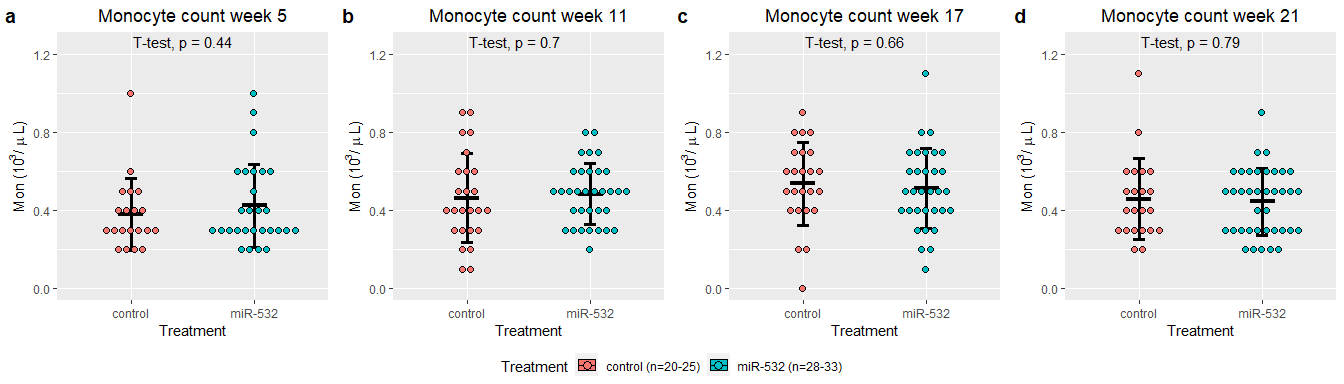 a Monocyte count week 5
T-test, p = 0.44
1.2
0.8
0.4
0.0
Mon (10³/ μ L)
control miR-532
Treatment
b Monocyte count week 11
T-test, p = 0.7
1.2
0.8
0.4
0.0
Mon (10³/ μ L)
control miR-532
Treatment
c Monocyte count week 17
T-test, p = 0.66
1.2
0.8
0.4
0.0
Mon (10³/ μ L)
control miR-532
Treatment
d Monocyte count week 21
T-test, p = 0.79
1.2
0.8
0.4
0.0
Mon (10³/ μ L)
control miR-532
Treatment
Treatment control (n=20-25) miR-532 (n=28-33)